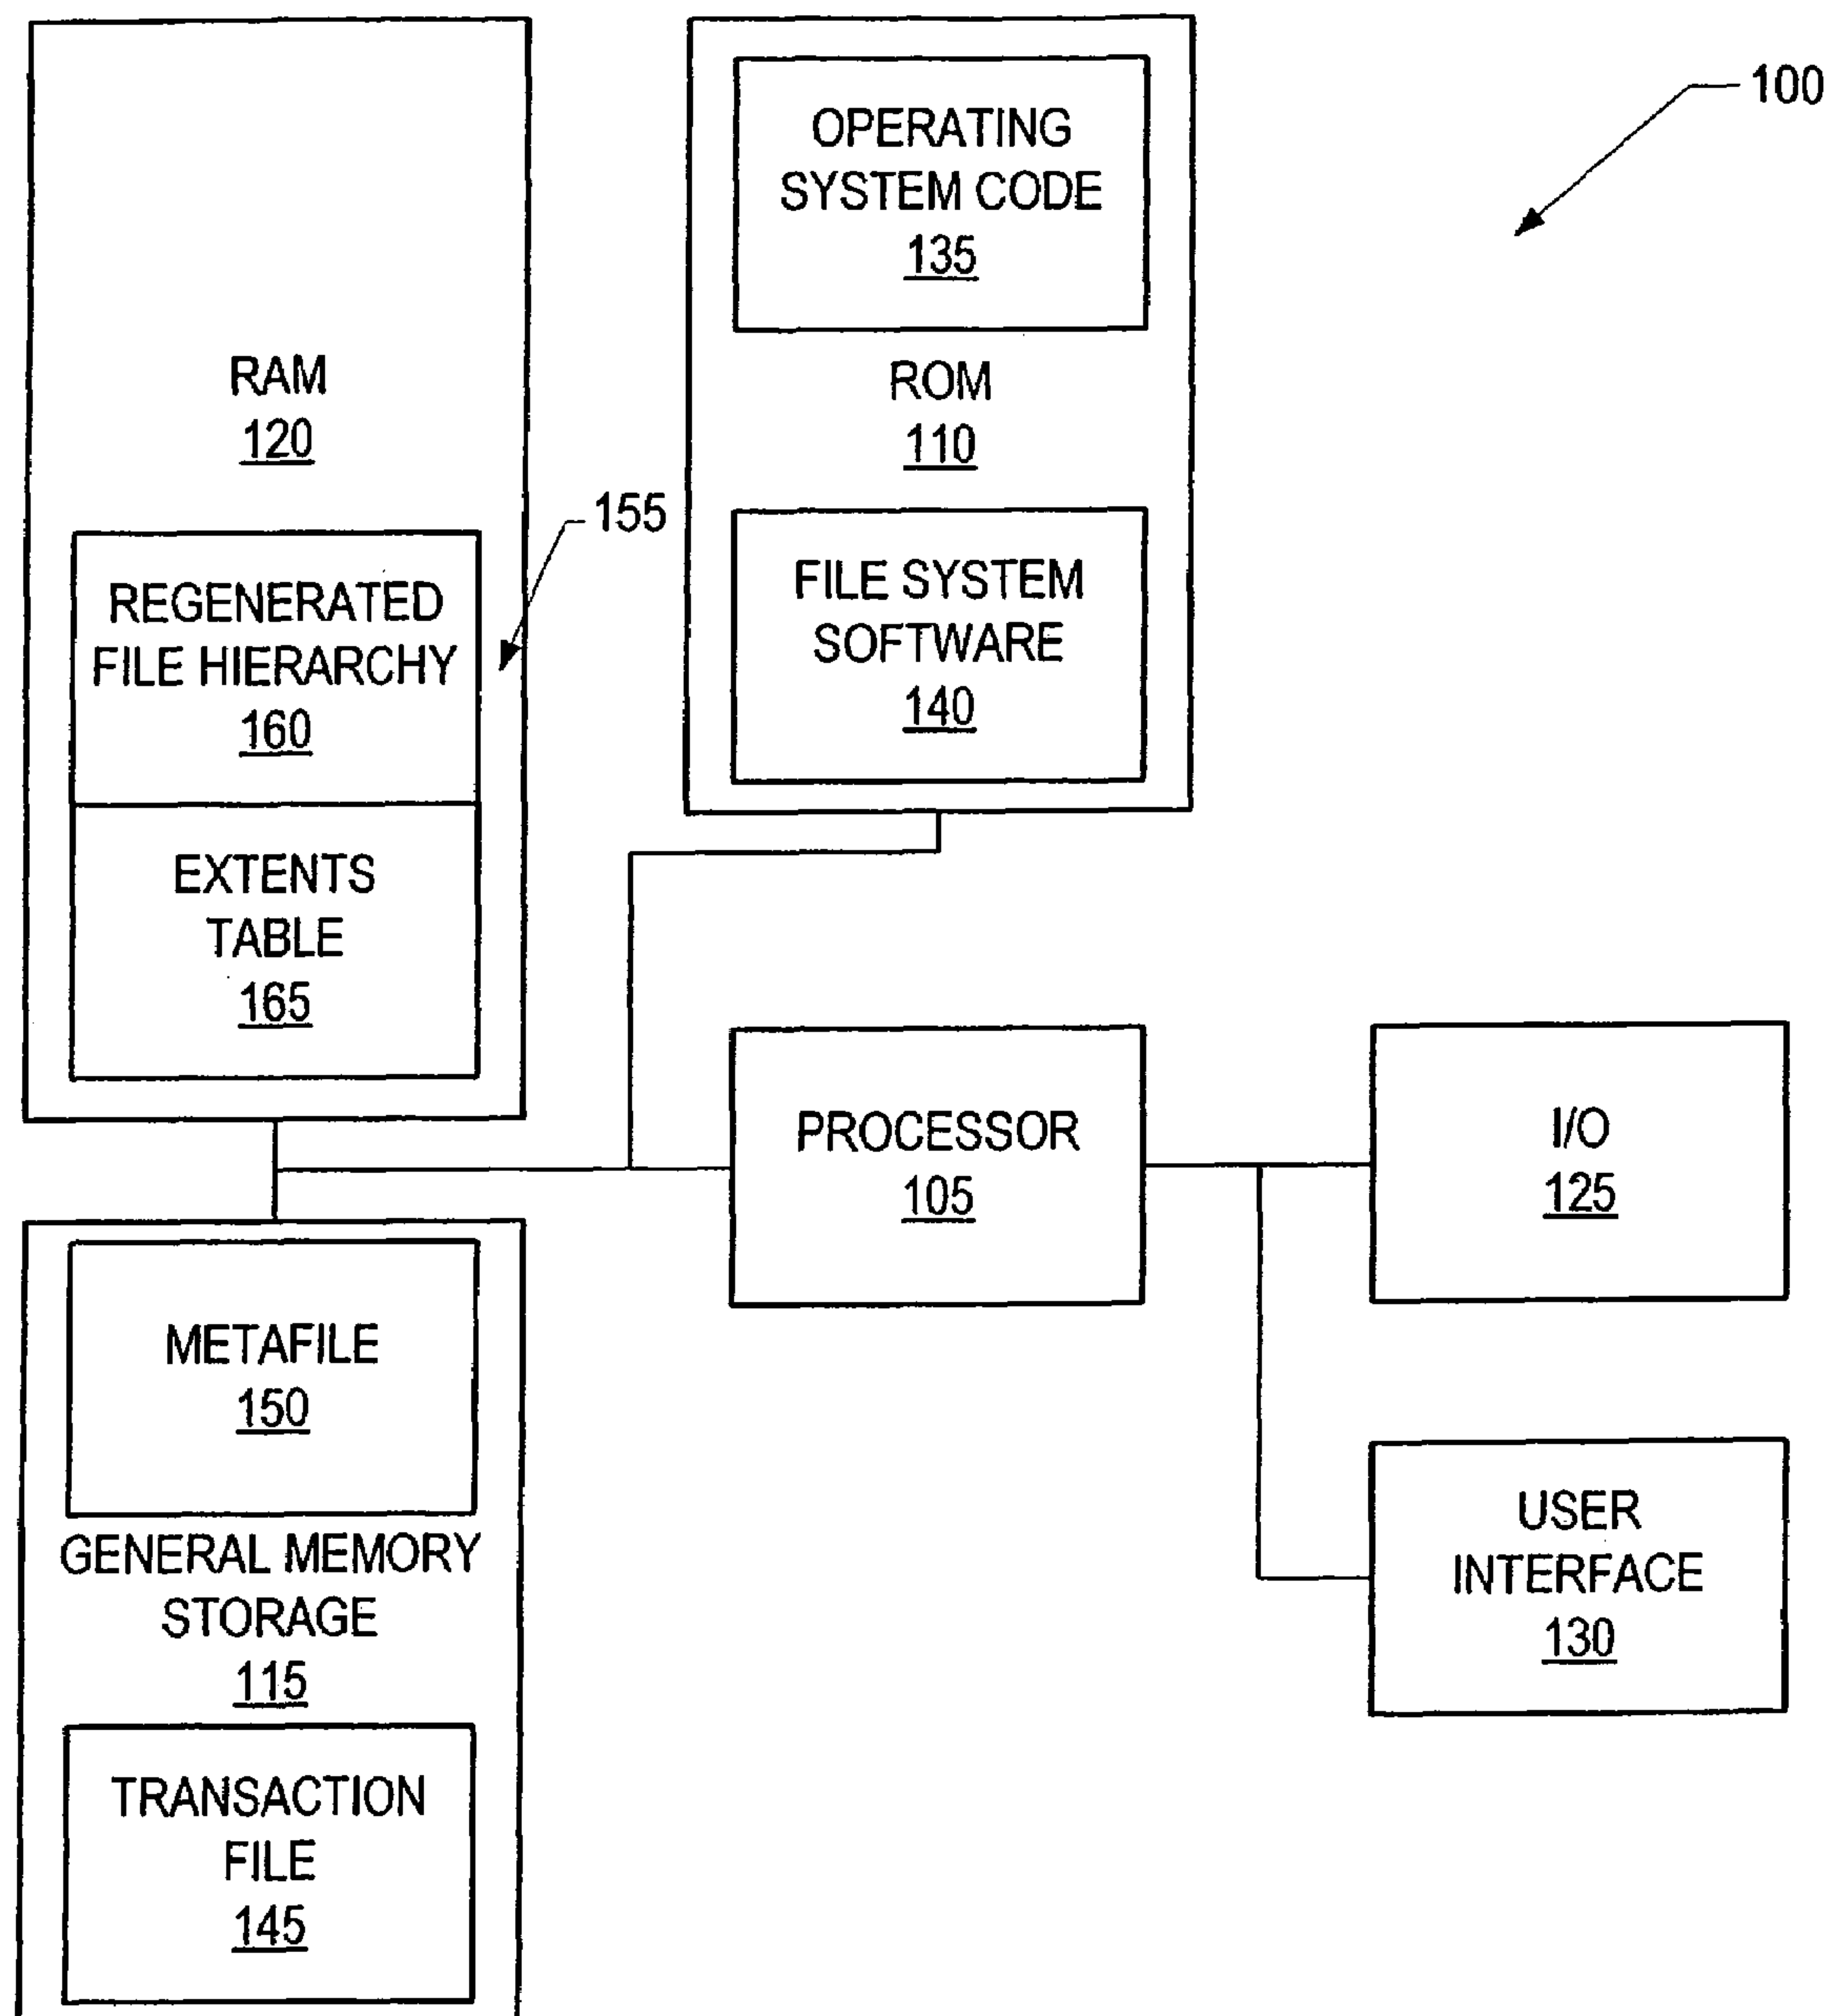 100
RAM
120
155
REGENERATED
FILE HIERARCHY
160
EXTENTS
TABLE
165
OPERATING
SYSTEM CODE
135
ROM
110
FILE SYSTEM
SOFTWARE
140
PROCESSOR
105
I/O
125
USER
INTERFACE
130
METAFILE
150
GENERAL MEMORY
STORAGE
115
TRANSACTION
FILE
145